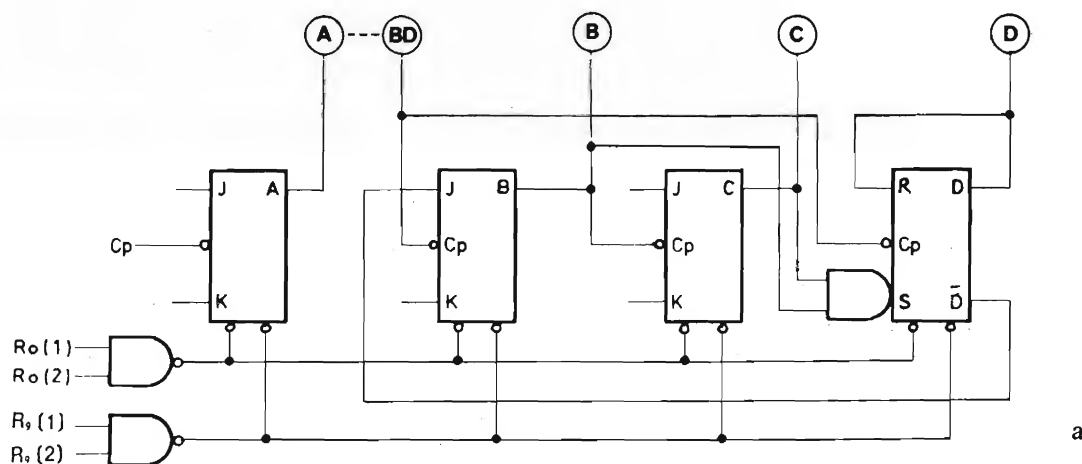 A BD B C D
J A J B J C R D
Cp Cp Cp Cp
K K K S D̄
Ro(1)
Ro(2)
R9(1)
R9(2)
a